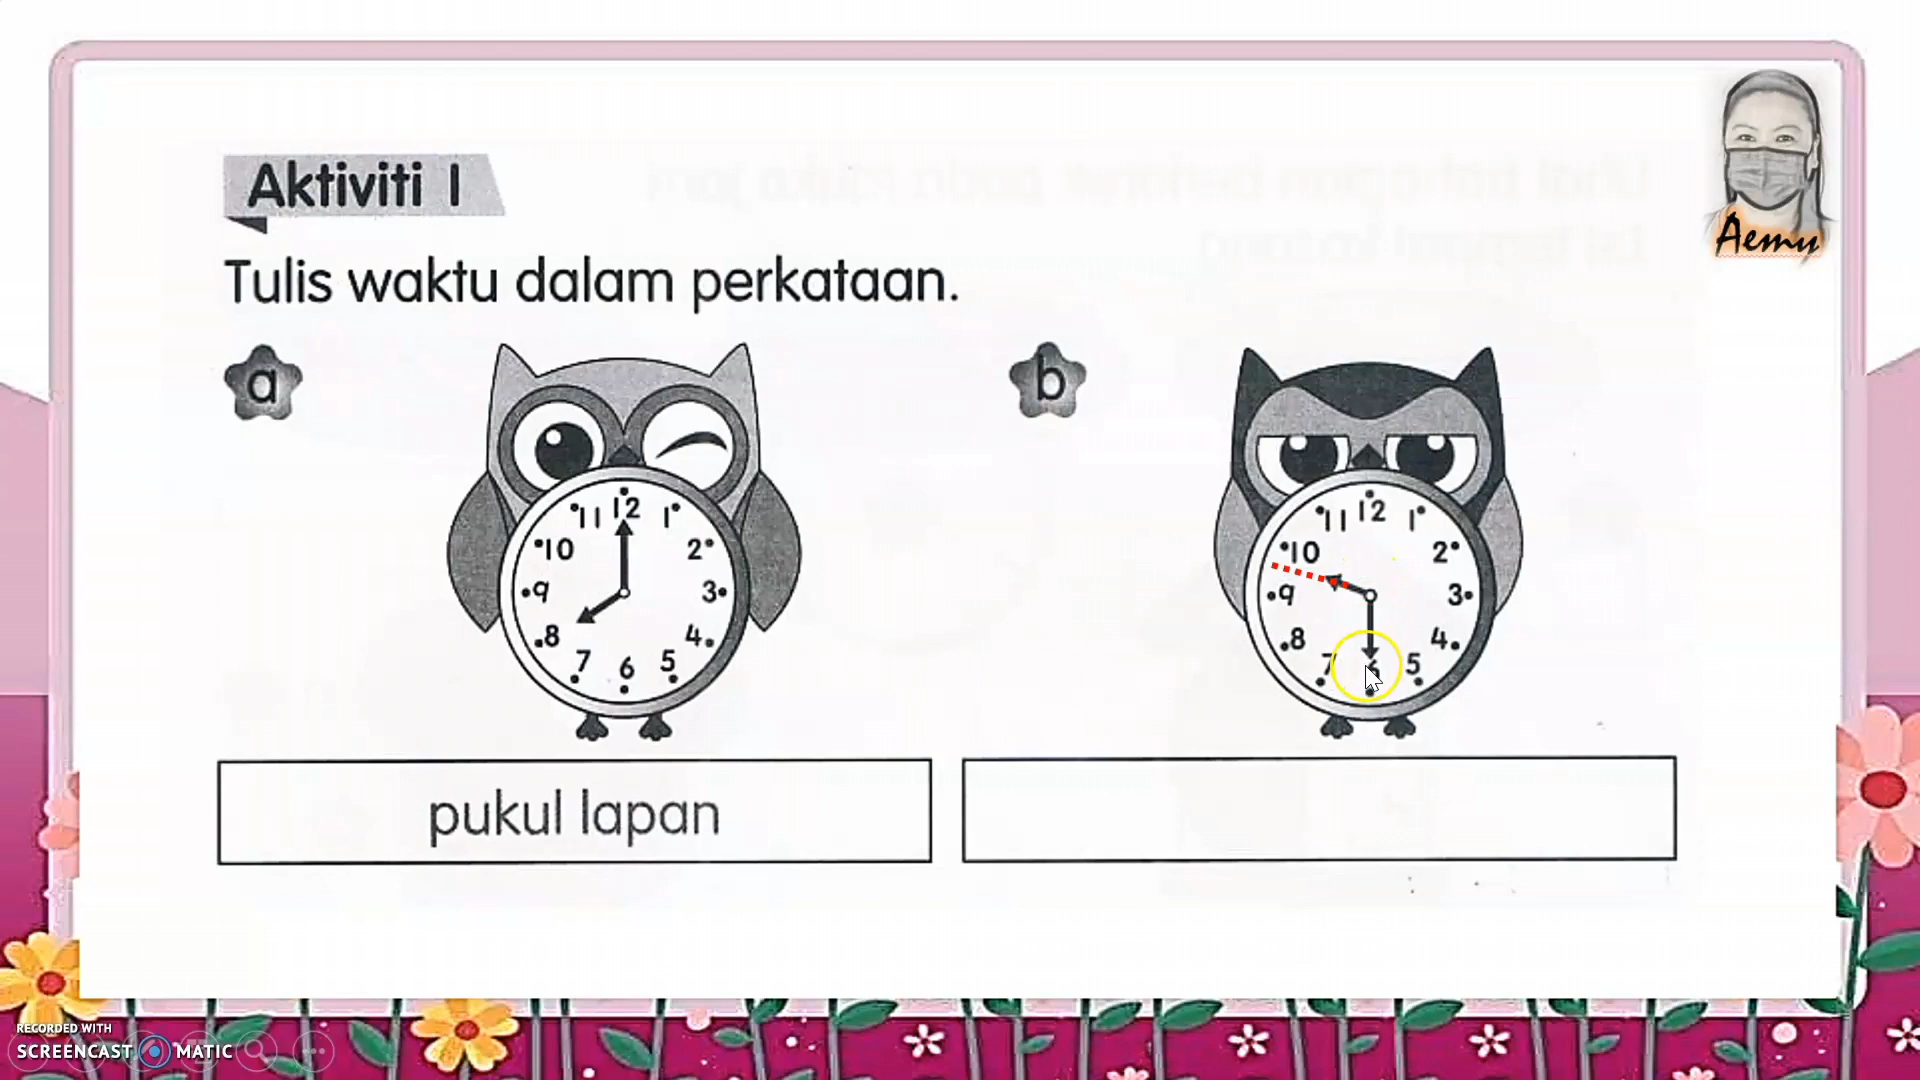 Aktiviti 1
Tulis waktu dalam perkataan.
Aemy
a
b
12
11 1
10 2
9 3
8 4
7 5
6
12
11 1
10 2
9 3
8 4
7 5
6
pukul lapan
RECORDED WITH
SCREENCAST MATIC